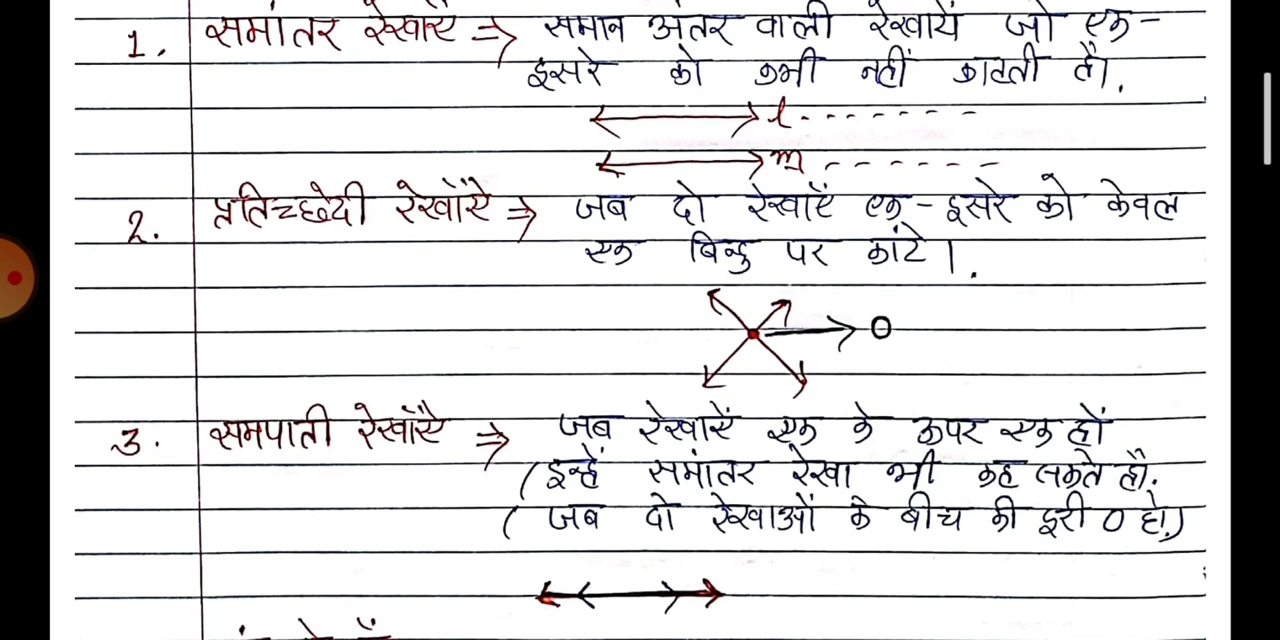 1. समांतर रेखाएँ ⇒ समान अंतर वाली रेखायें जो एक-
दूसरे को कभी नहीं काटती है।
l
m
2. प्रतिच्छेदी रेखाँऐं ⇒ जब दो रेखाएँ एक-दूसरे को केवल
एक बिन्दु पर कांटे।
O
3. समपाती रेखाँऐं ⇒ जब रेखाऐं एक के ऊपर एक हों
(इन्हें समांतर रेखा भी कह सकते हैं.
(जब दो रेखाओं के बीच की दूरी 0 हो.)